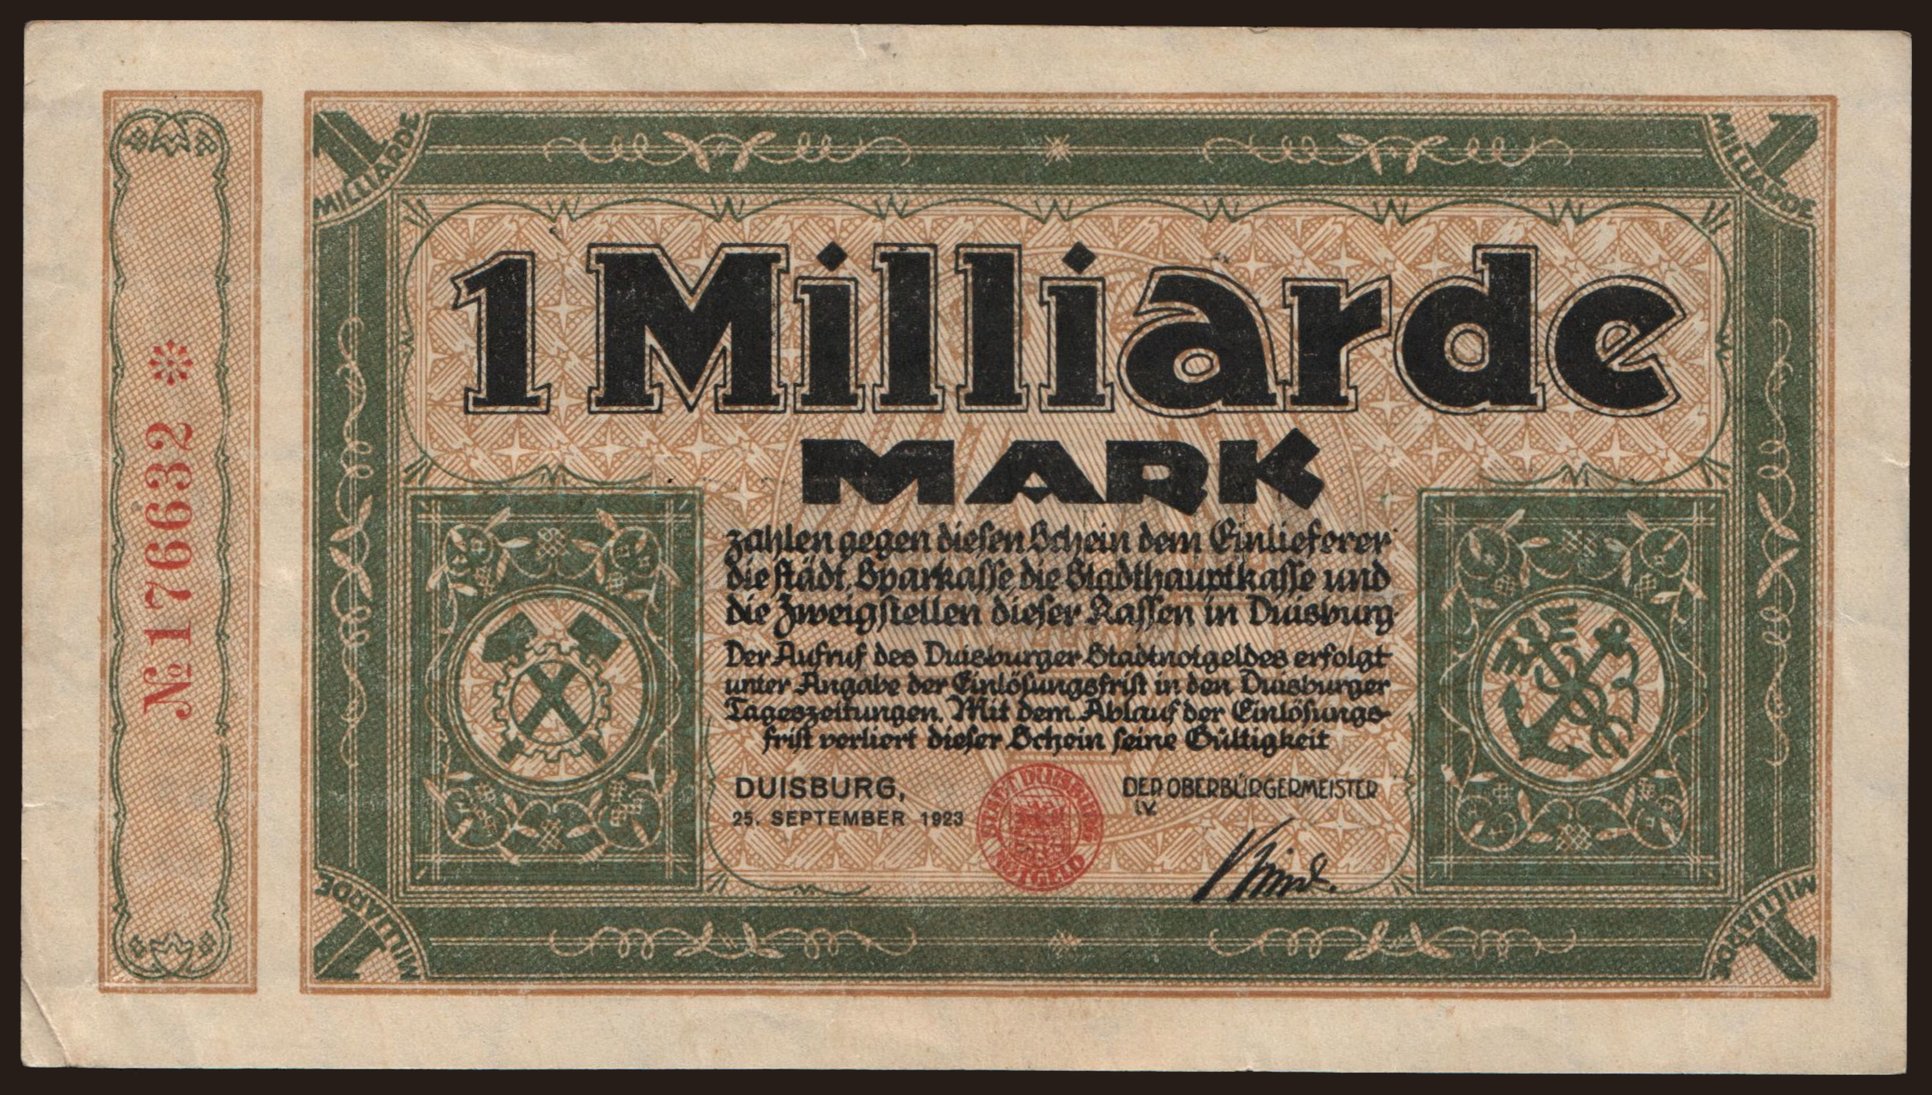 № 176632 *
1 MILLIARDE
1 MILLIARDE
1 Milliarde
MARK
zahlen gegen diesen Schein dem Einlieferer
die städt. Sparkasse die Stadthauptkasse und
die Zweigstellen dieser Kassen in Duisburg
Der Aufruf des Duisburger Stadtnotgeldes erfolgt
unter Angabe der Einlösungsfrist in den Duisburger
Tageszeitungen. Mit dem Ablauf der Einlösungs-
frist verliert dieser Schein seine Gültigkeit
DUISBURG,
25. SEPTEMBER 1923
STADT DUISBURG
NOTGELD
DER OBERBÜRGERMEISTER
i.V.
1 MILLIARDE
1 MILLIARDE